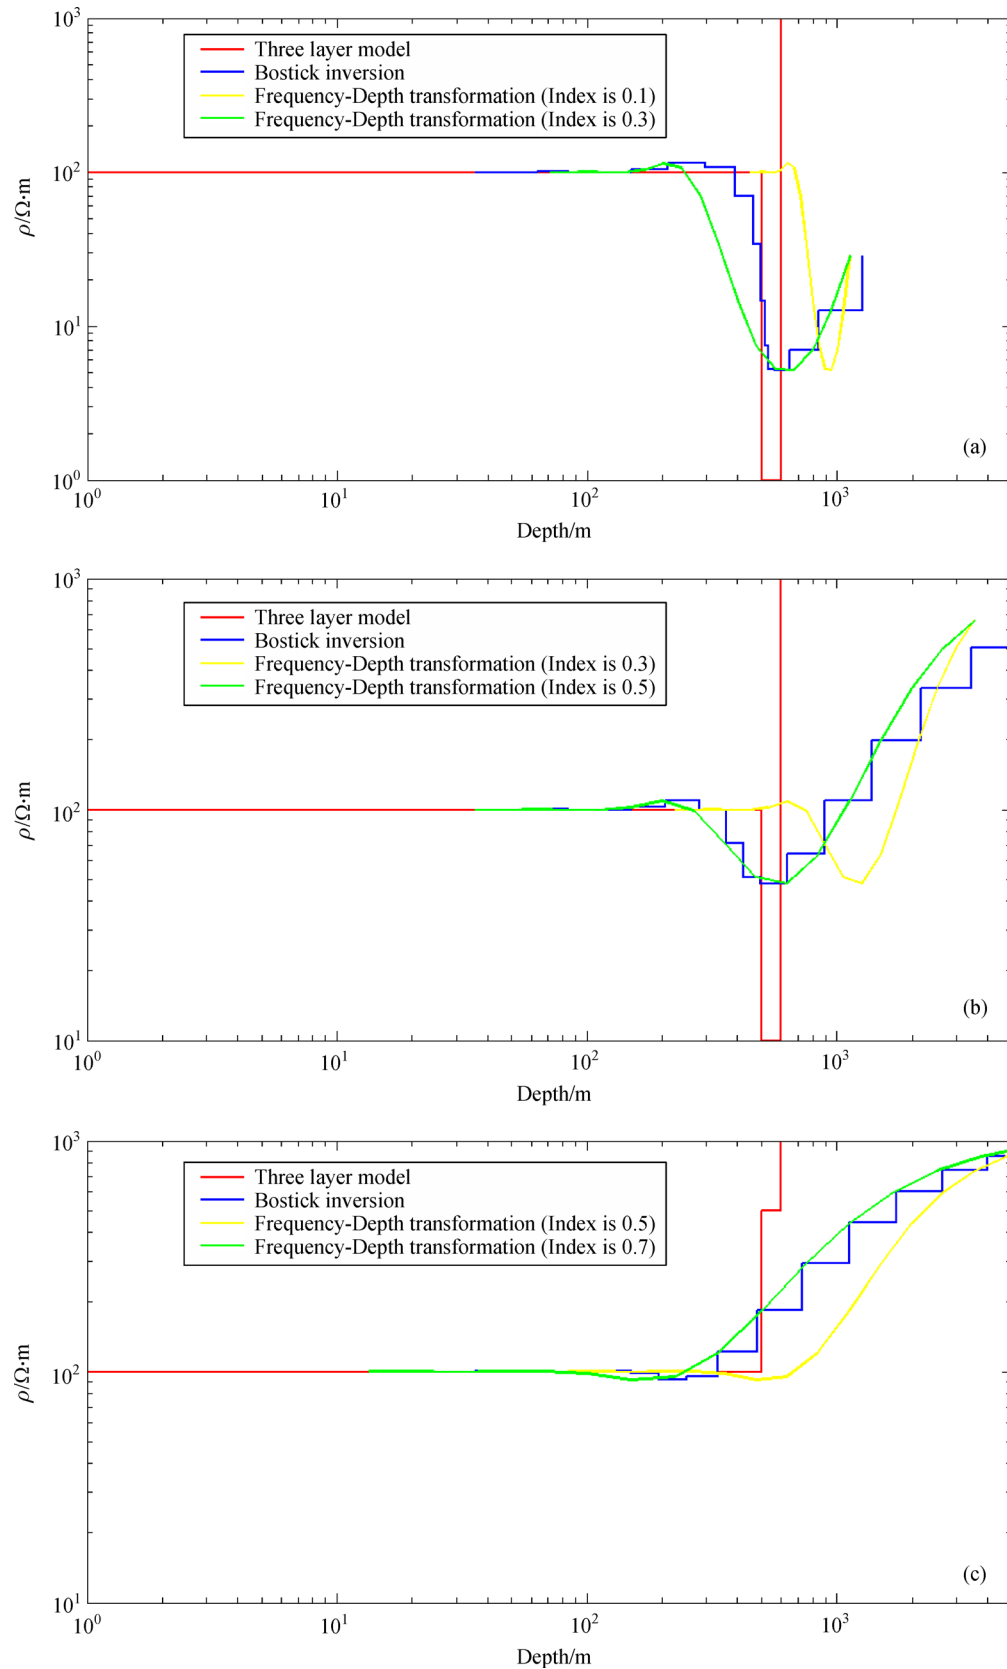 10³
Three layer model
Bostick inversion
Frequency-Depth transformation (Index is 0.1)
Frequency-Depth transformation (Index is 0.3)
10²
ρ/Ω·m
10¹
(a)
10⁰
10⁰ 10¹ 10² 10³
Depth/m
10³
Three layer model
Bostick inversion
Frequency-Depth transformation (Index is 0.3)
Frequency-Depth transformation (Index is 0.5)
10²
ρ/Ω·m
(b)
10¹
10⁰ 10¹ 10² 10³
Depth/m
10³
Three layer model
Bostick inversion
Frequency-Depth transformation (Index is 0.5)
Frequency-Depth transformation (Index is 0.7)
10²
ρ/Ω·m
(c)
10¹
10⁰ 10¹ 10² 10³
Depth/m